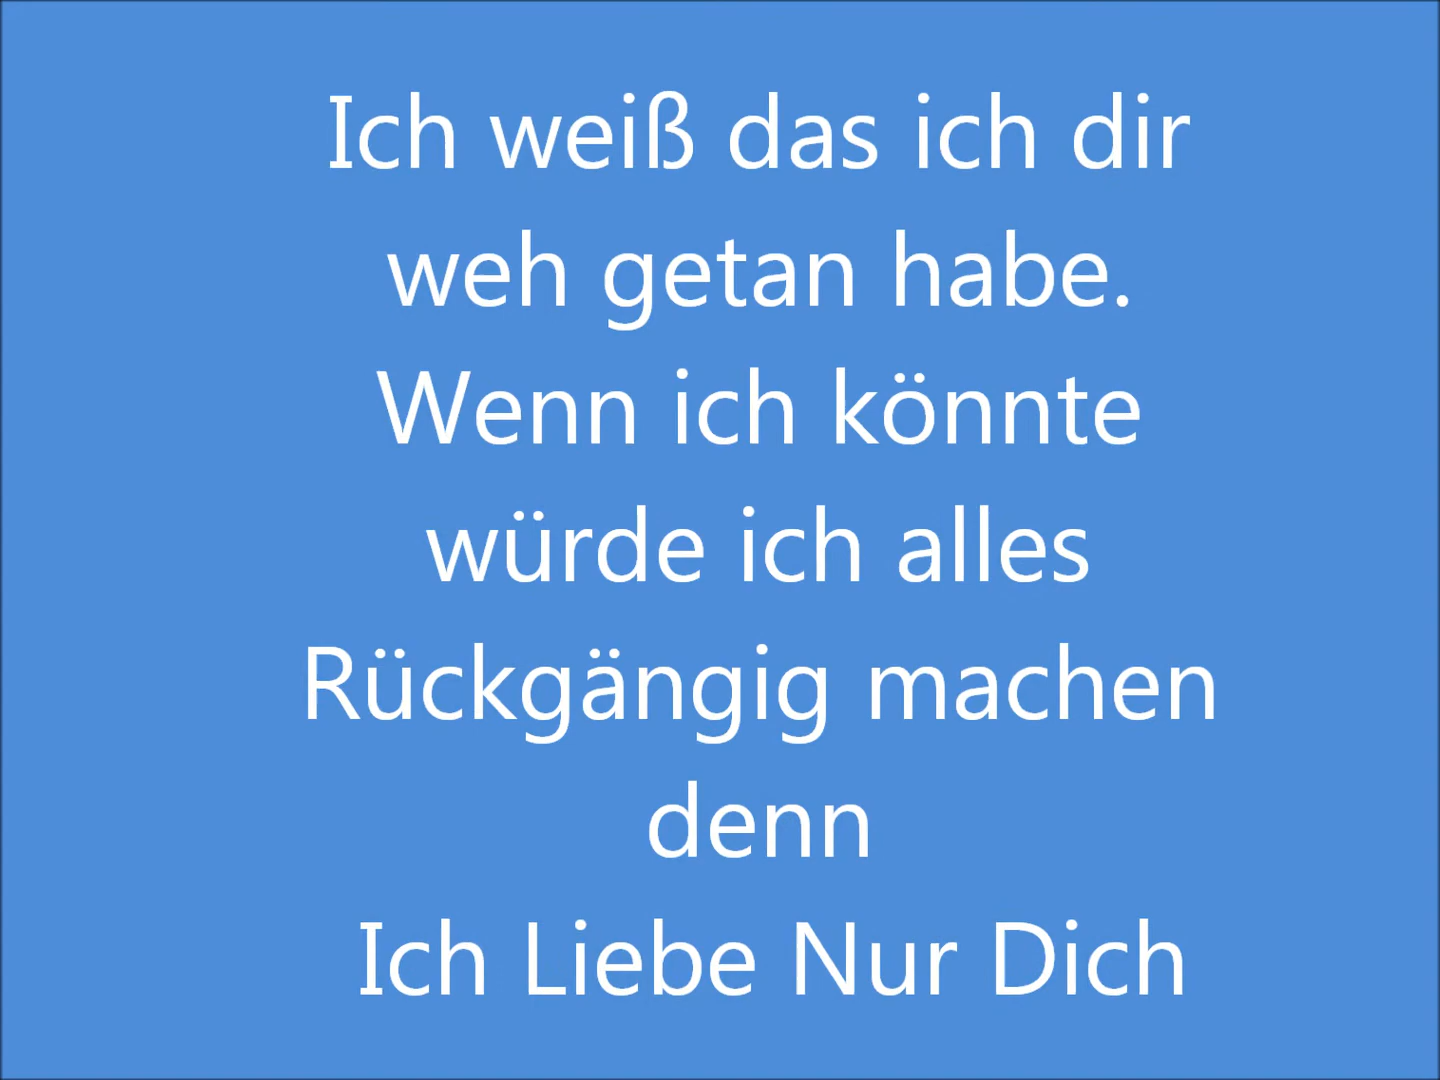 Ich weiß das ich dir
weh getan habe.
Wenn ich könnte
würde ich alles
Rückgängig machen
denn
Ich Liebe Nur Dich